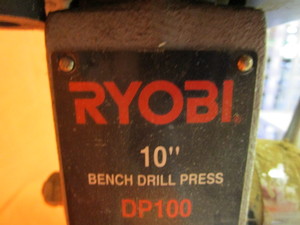 RYOBI
10"
BENCH DRILL PRESS
DP100